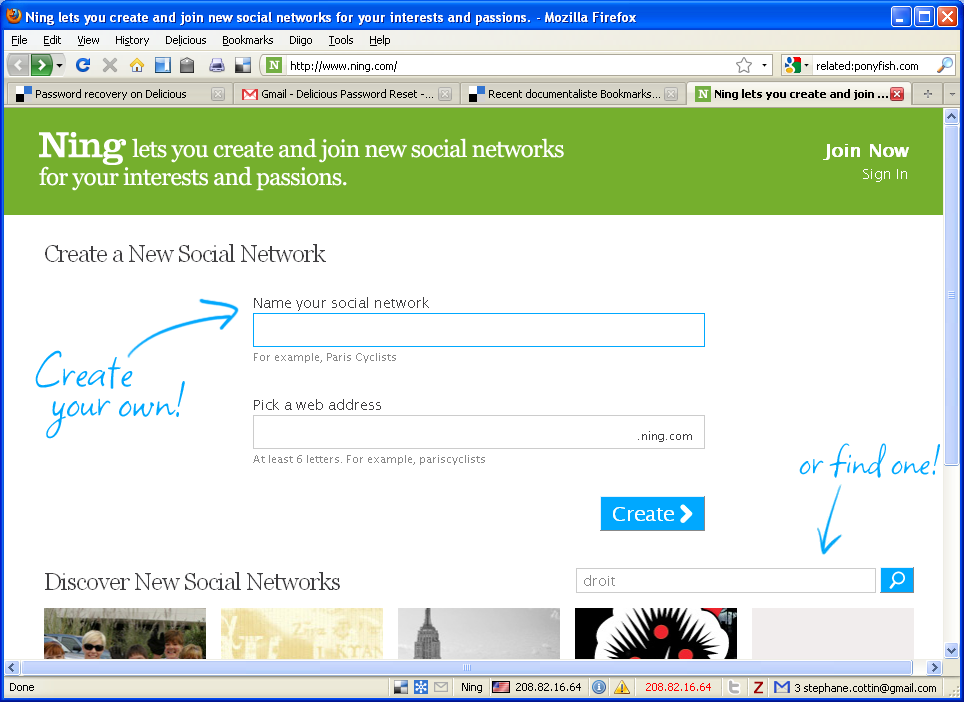 Ning lets you create and join new social networks for your interests and passions. - Mozilla Firefox
File Edit View History Delicious Bookmarks Diigo Tools Help
N http://www.ning.com/ related:ponyfish.com
Password recovery on Delicious Gmail - Delicious Password Reset -... Recent documentaliste Bookmarks... N Ning lets you create and join ...
Ning lets you create and join new social networks
for your interests and passions.
Join Now
Sign In
Create a New Social Network
Name your social network
For example, Paris Cyclists
Create
your own!
Pick a web address
.ning.com
At least 6 letters. For example, pariscyclists
or find one!
Create
Discover New Social Networks
droit
Done Ning 208.82.16.64 208.82.16.64 Z 3 stephane.cottin@gmail.com